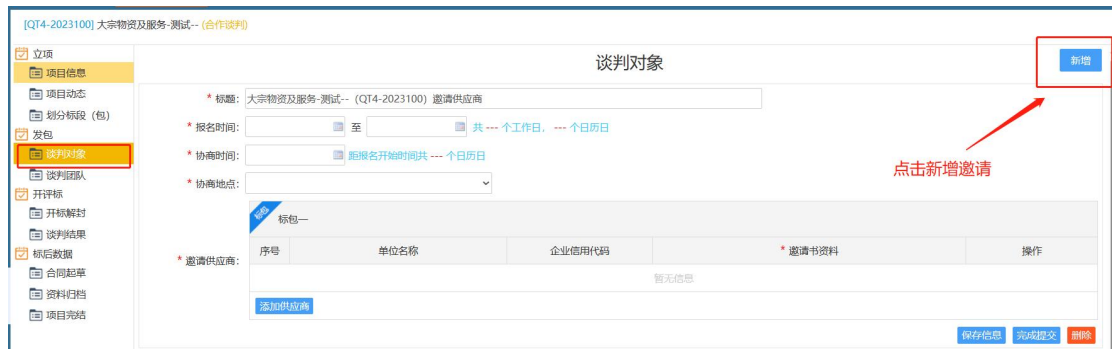 [QT4-2023100] 大宗物资及服务-测试-- (合作谈判)
立项
项目信息
项目动态
划分标段（包）
发包
谈判对象
谈判团队
开评标
开标解封
谈判结果
标后数据
合同起草
资料归档
项目完结
谈判对象
新增
* 标题: 大宗物资及服务-测试--（QT4-2023100）邀请供应商
* 报名时间: 至 共 --- 个工作日， --- 个日历日
* 协商时间: 距报名开始时间共 --- 个日历日
点击新增邀请
* 协商地点:
标包 标包一
* 邀请供应商:
序号 单位名称 企业信用代码 * 邀请书资料 操作
暂无信息
添加供应商
保存信息 完成提交 删除